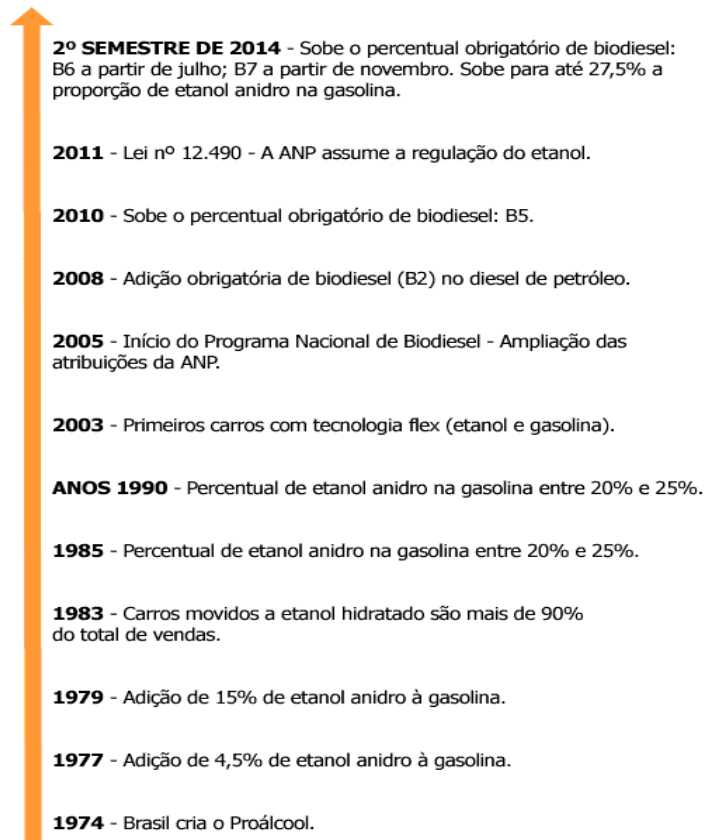 2º SEMESTRE DE 2014 - Sobe o percentual obrigatório de biodiesel:
B6 a partir de julho; B7 a partir de novembro. Sobe para até 27,5% a
proporção de etanol anidro na gasolina.
2011 - Lei nº 12.490 - A ANP assume a regulação do etanol.
2010 - Sobe o percentual obrigatório de biodiesel: B5.
2008 - Adição obrigatória de biodiesel (B2) no diesel de petróleo.
2005 - Início do Programa Nacional de Biodiesel - Ampliação das
atribuições da ANP.
2003 - Primeiros carros com tecnologia flex (etanol e gasolina).
ANOS 1990 - Percentual de etanol anidro na gasolina entre 20% e 25%.
1985 - Percentual de etanol anidro na gasolina entre 20% e 25%.
1983 - Carros movidos a etanol hidratado são mais de 90%
do total de vendas.
1979 - Adição de 15% de etanol anidro à gasolina.
1977 - Adição de 4,5% de etanol anidro à gasolina.
1974 - Brasil cria o Proálcool.